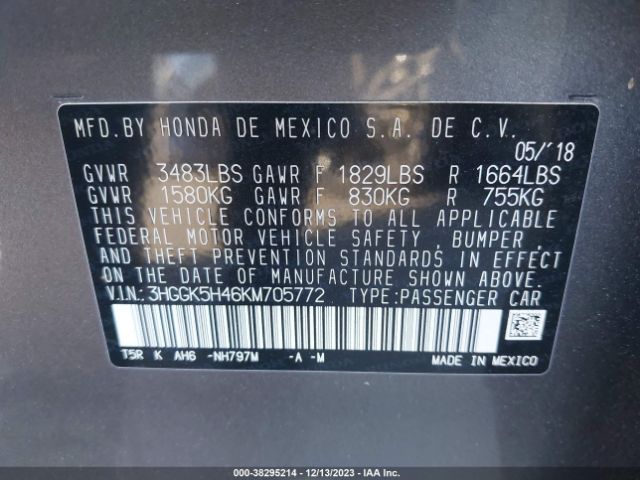 MFD.BY HONDA DE MEXICO S.A. DE C.V.
05/'18
GVWR 3483LBS GAWR F 1829LBS R 1664LBS
GVWR 1580KG GAWR F 830KG R 755KG
THIS VEHICLE CONFORMS TO ALL APPLICABLE
FEDERAL MOTOR VEHICLE SAFETY , BUMPER ,
AND THEFT PREVENTION STANDARDS IN EFFECT
ON THE DATE OF MANUFACTURE SHOWN ABOVE.
V.I.N.:3HGGK5H46KM705772 TYPE:PASSENGER CAR
T5R K AH6 -NH797M -A -M
MADE IN MEXICO
000-38295214 - 12/13/2023 - Copart IAA, Inc.